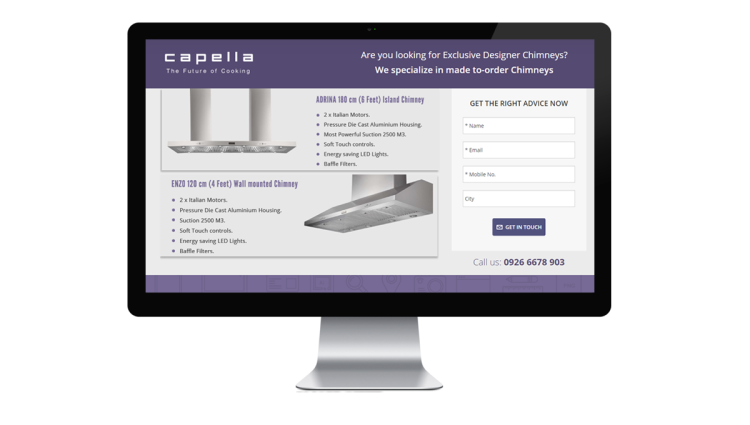 capella
The Future of Cooking
Are you looking for Exclusive Designer Chimneys?
We specialize in made to-order Chimneys
ADRINA 180 cm (6 Feet) Island Chimney
2 x Italian Motors.
Pressure Die Cast Aluminium Housing.
Most Powerful Suction 2500 M3.
Soft Touch controls.
Energy saving LED Lights.
Baffle Filters.
ENZO 120 cm (4 Feet) Wall mounted Chimney
2 x Italian Motors.
Pressure Die Cast Aluminium Housing.
Suction 2500 M3.
Soft Touch controls.
Energy saving LED Lights.
Baffle Filters.
GET THE RIGHT ADVICE NOW
* Name
* Email
* Mobile No.
City
GET IN TOUCH
Call us: 0926 6678 903